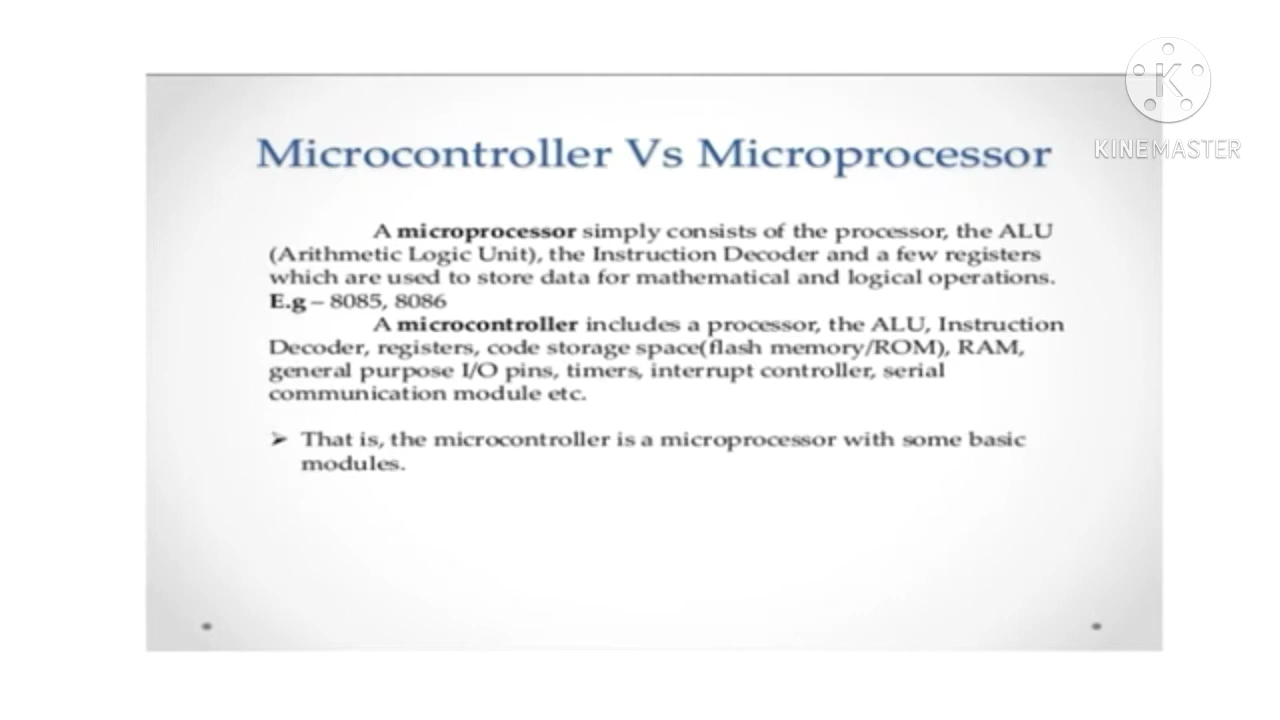 K
KINEMASTER
Microcontroller Vs Microprocessor
A microprocessor simply consists of the processor, the ALU
(Arithmetic Logic Unit), the Instruction Decoder and a few registers
which are used to store data for mathematical and logical operations.
E.g – 8085, 8086
A microcontroller includes a processor, the ALU, Instruction
Decoder, registers, code storage space(flash memory/ROM), RAM,
general purpose I/O pins, timers, interrupt controller, serial
communication module etc.
➢ That is, the microcontroller is a microprocessor with some basic
modules.